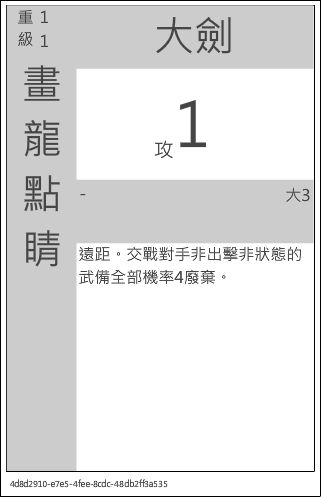 重 1
級 1
大劍
畫龍點睛
攻 1
-
大3
遠距。交戰對手非出擊非狀態的
武備全部機率4廢棄。
4d8d2910-e7e5-4fee-8cdc-48db2ff3a535